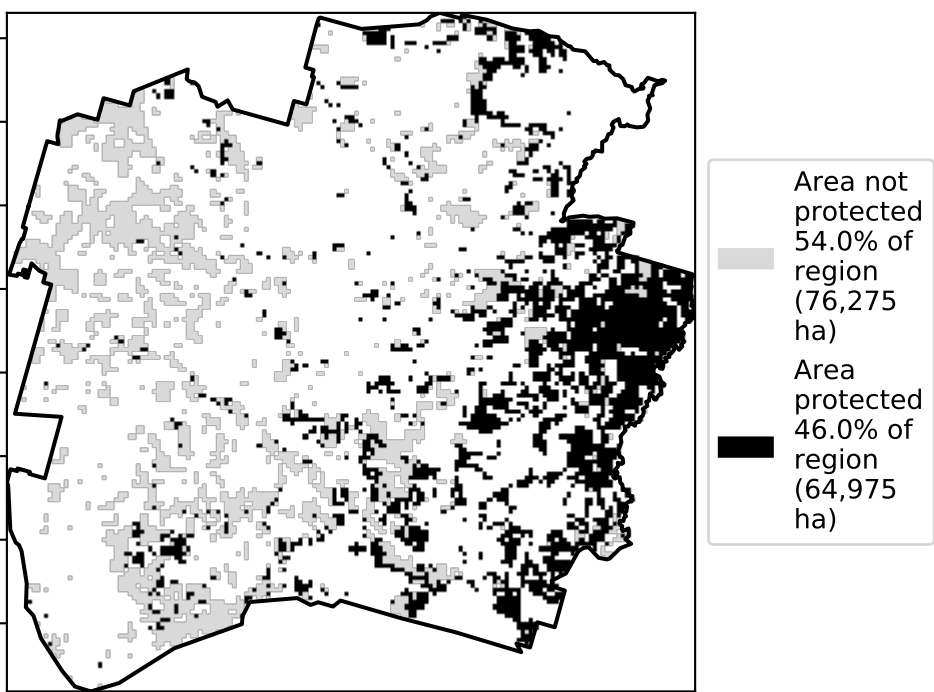 Area not
protected
54.0% of
region
(76,275
ha)
Area
protected
46.0% of
region
(64,975
ha)